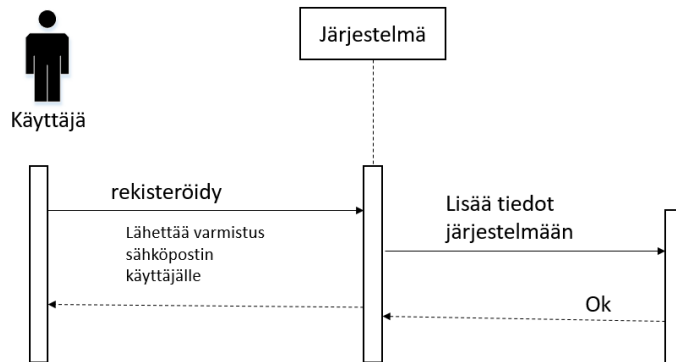 Järjestelmä
Käyttäjä
rekisteröidy
Lähettää varmistus
sähköpostin
käyttäjälle
Lisää tiedot
järjestelmään
Ok